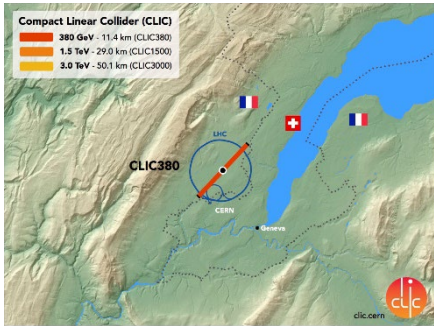 Compact Linear Collider (CLIC)
380 GeV - 11.4 km (CLIC380)
1.5 TeV - 29.0 km (CLIC1500)
3.0 TeV - 50.1 km (CLIC3000)
LHC
CLIC380
CERN
Geneva
clic
clic.cern